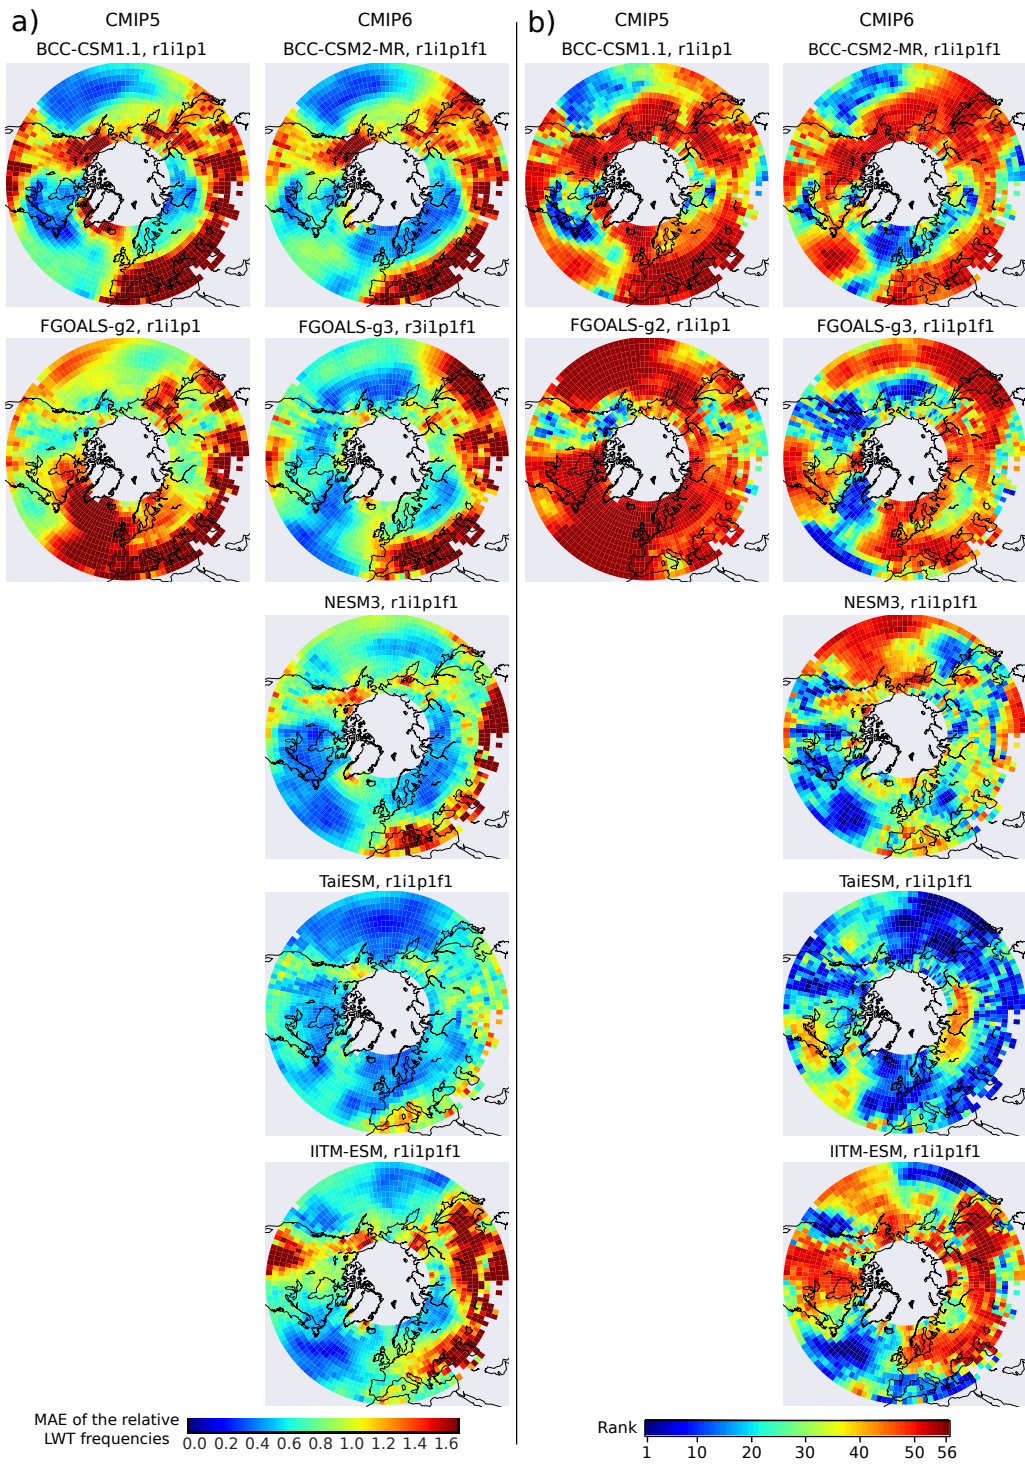 a)
CMIP5
CMIP6
b)
CMIP5
CMIP6
BCC-CSM1.1, r1i1p1
BCC-CSM2-MR, r1i1p1f1
BCC-CSM1.1, r1i1p1
BCC-CSM2-MR, r1i1p1f1
FGOALS-g2, r1i1p1
FGOALS-g3, r3i1p1f1
FGOALS-g2, r1i1p1
FGOALS-g3, r1i1p1f1
NESM3, r1i1p1f1
NESM3, r1i1p1f1
TaiESM, r1i1p1f1
TaiESM, r1i1p1f1
IITM-ESM, r1i1p1f1
IITM-ESM, r1i1p1f1
MAE of the relative
LWT frequencies
0.0 0.2 0.4 0.6 0.8 1.0 1.2 1.4 1.6
Rank
1 10 20 30 40 50 56